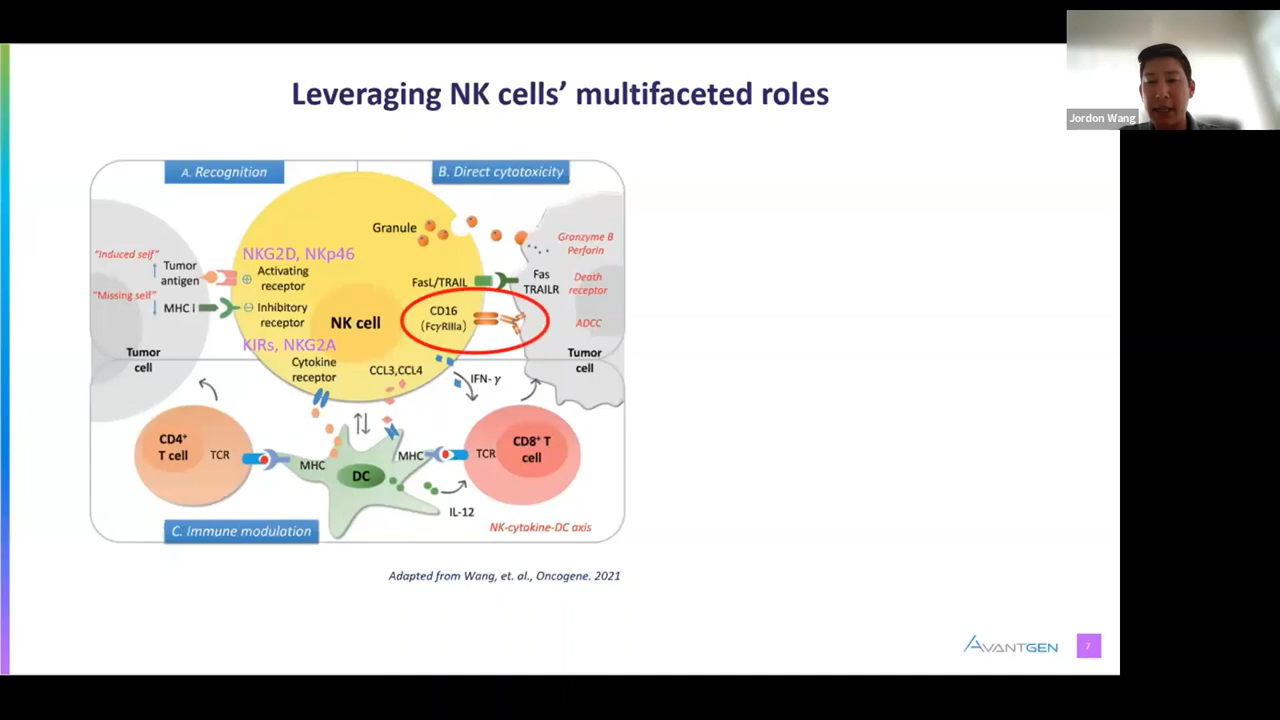 Leveraging NK cells’ multifaceted roles
Jordon Wang
A. Recognition
B. Direct cytotoxicity
Granule
Granzyme B
Perforin
"Induced self"
Tumor
antigen
NKG2D, NKp46
Activating
receptor
FasL/TRAIL
Fas
TRAILR
Death
receptor
"Missing self"
MHC I
Inhibitory
receptor
NK cell
CD16
(FcγRIIIa)
ADCC
KIRs, NKG2A
Tumor
cell
Tumor
cell
Cytokine
receptor
CCL3,CCL4
IFN- γ
CD4+
T cell
TCR
MHC
DC
MHC
TCR
CD8+ T
cell
IL-12
C. Immune modulation
NK-cytokine-DC axis
Adapted from Wang, et. al., Oncogene. 2021
AVANTGEN
7